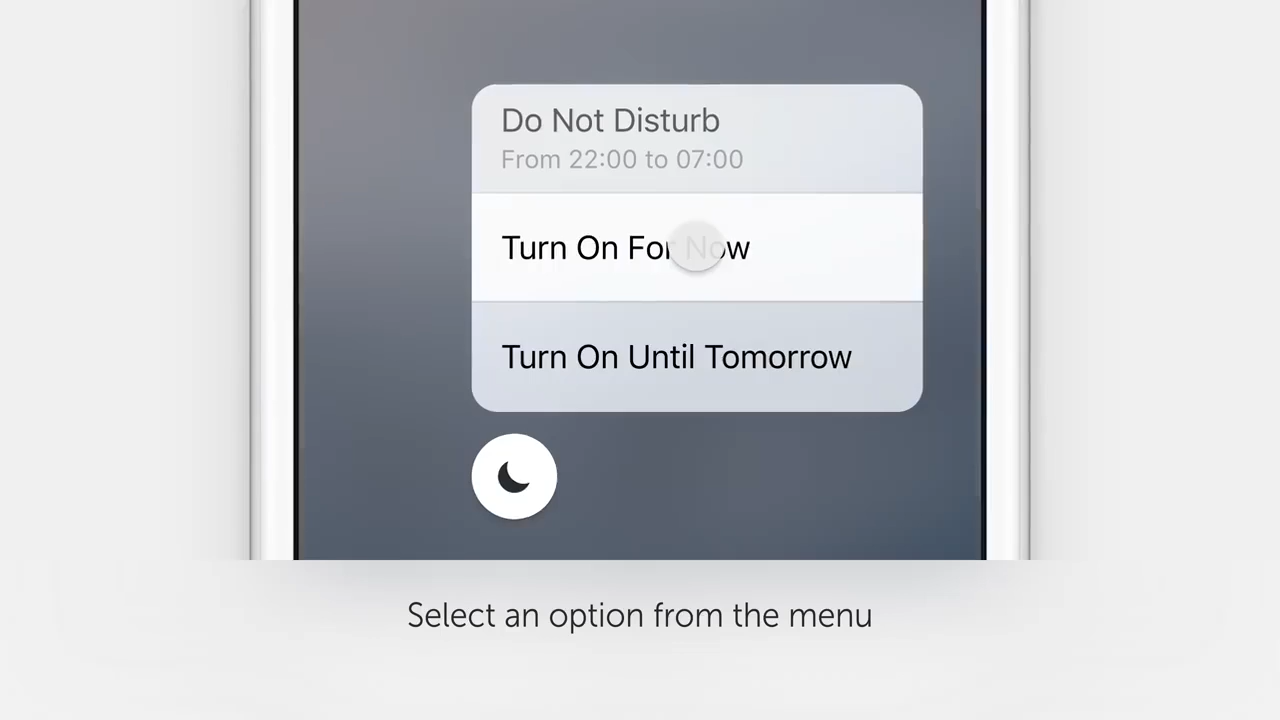 Do Not Disturb
From 22:00 to 07:00
Turn On For Now
Turn On Until Tomorrow
Select an option from the menu